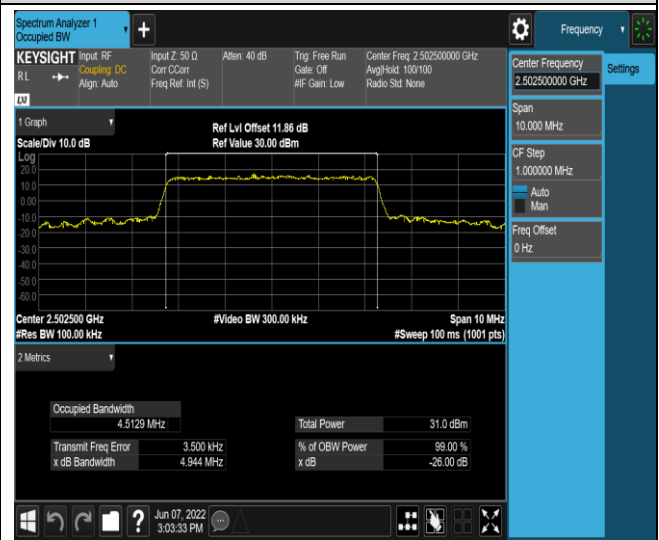 Spectrum Analyzer 1
Occupied BW
+
Frequency
KEYSIGHT
Input: RF
Input Z: 50 Ω
Atten: 40 dB
Trig: Free Run
Center Freq: 2.502500000 GHz
RL
Coupling: DC
Corr CCorr
Gate: Off
Avg|Hold: 100/100
Align: Auto
Freq Ref: Int (S)
#IF Gain: Low
Radio Std: None
LXI
Center Frequency
2.502500000 GHz
Settings
Span
10.000 MHz
CF Step
1.000000 MHz
Auto
Man
Freq Offset
0 Hz
1 Graph
Ref Lvl Offset 11.86 dB
Scale/Div 10.0 dB
Ref Value 30.00 dBm
Log
20.0
10.0
0.00
-10.0
-20.0
-30.0
-40.0
-50.0
-60.0
Center 2.502500 GHz
#Video BW 300.00 kHz
Span 10 MHz
#Res BW 100.00 kHz
#Sweep 100 ms (1001 pts)
2 Metrics
Occupied Bandwidth
4.5129 MHz
Total Power
31.0 dBm
Transmit Freq Error
3.500 kHz
% of OBW Power
99.00 %
x dB Bandwidth
4.944 MHz
x dB
-26.00 dB
?
Jun 07, 2022
3:03:33 PM